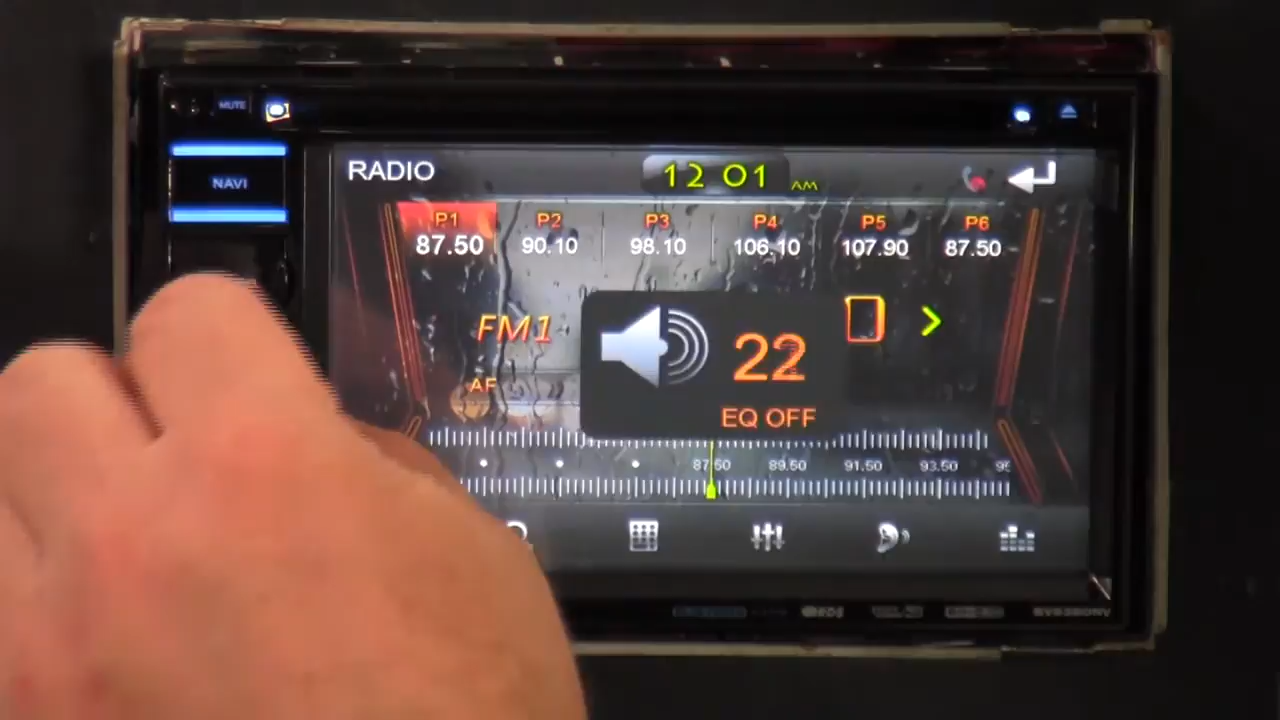 MUTE
NAVI
RADIO
12 01 AM
P1 P2 P3 P4 P5 P6
87.50 90.10 98.10 106.10 107.90 87.50
FM1
22
AF
EQ OFF
87.50 89.50 91.50 93.50